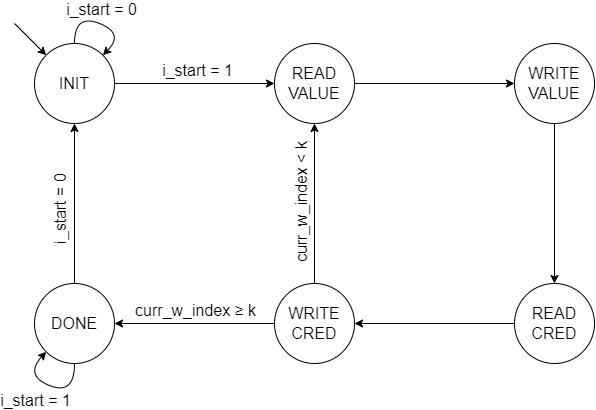 i_start = 0
INIT
i_start = 1
READ
VALUE
WRITE
VALUE
i_start = 0
curr_w_index < k
DONE
curr_w_index ≥ k
WRITE
CRED
READ
CRED
i_start = 1